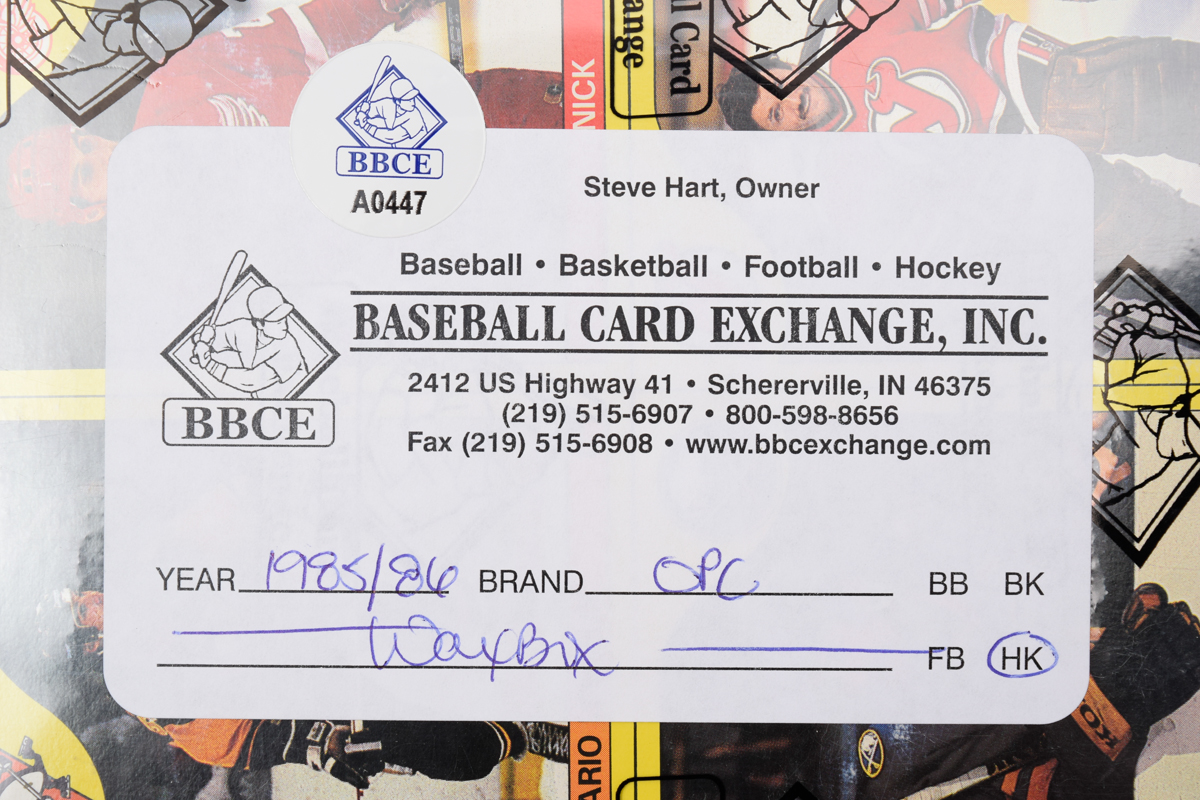 ange
l Card
NICK
BBCE
A0447
Steve Hart, Owner
Baseball • Basketball • Football • Hockey
BASEBALL CARD EXCHANGE, INC.
BBCE
2412 US Highway 41 • Schererville, IN 46375
(219) 515-6907 • 800-598-8656
Fax (219) 515-6908 • www.bbcexchange.com
YEAR 1985/86 BRAND OPC BB BK
Wax Box FB HK
ARIO